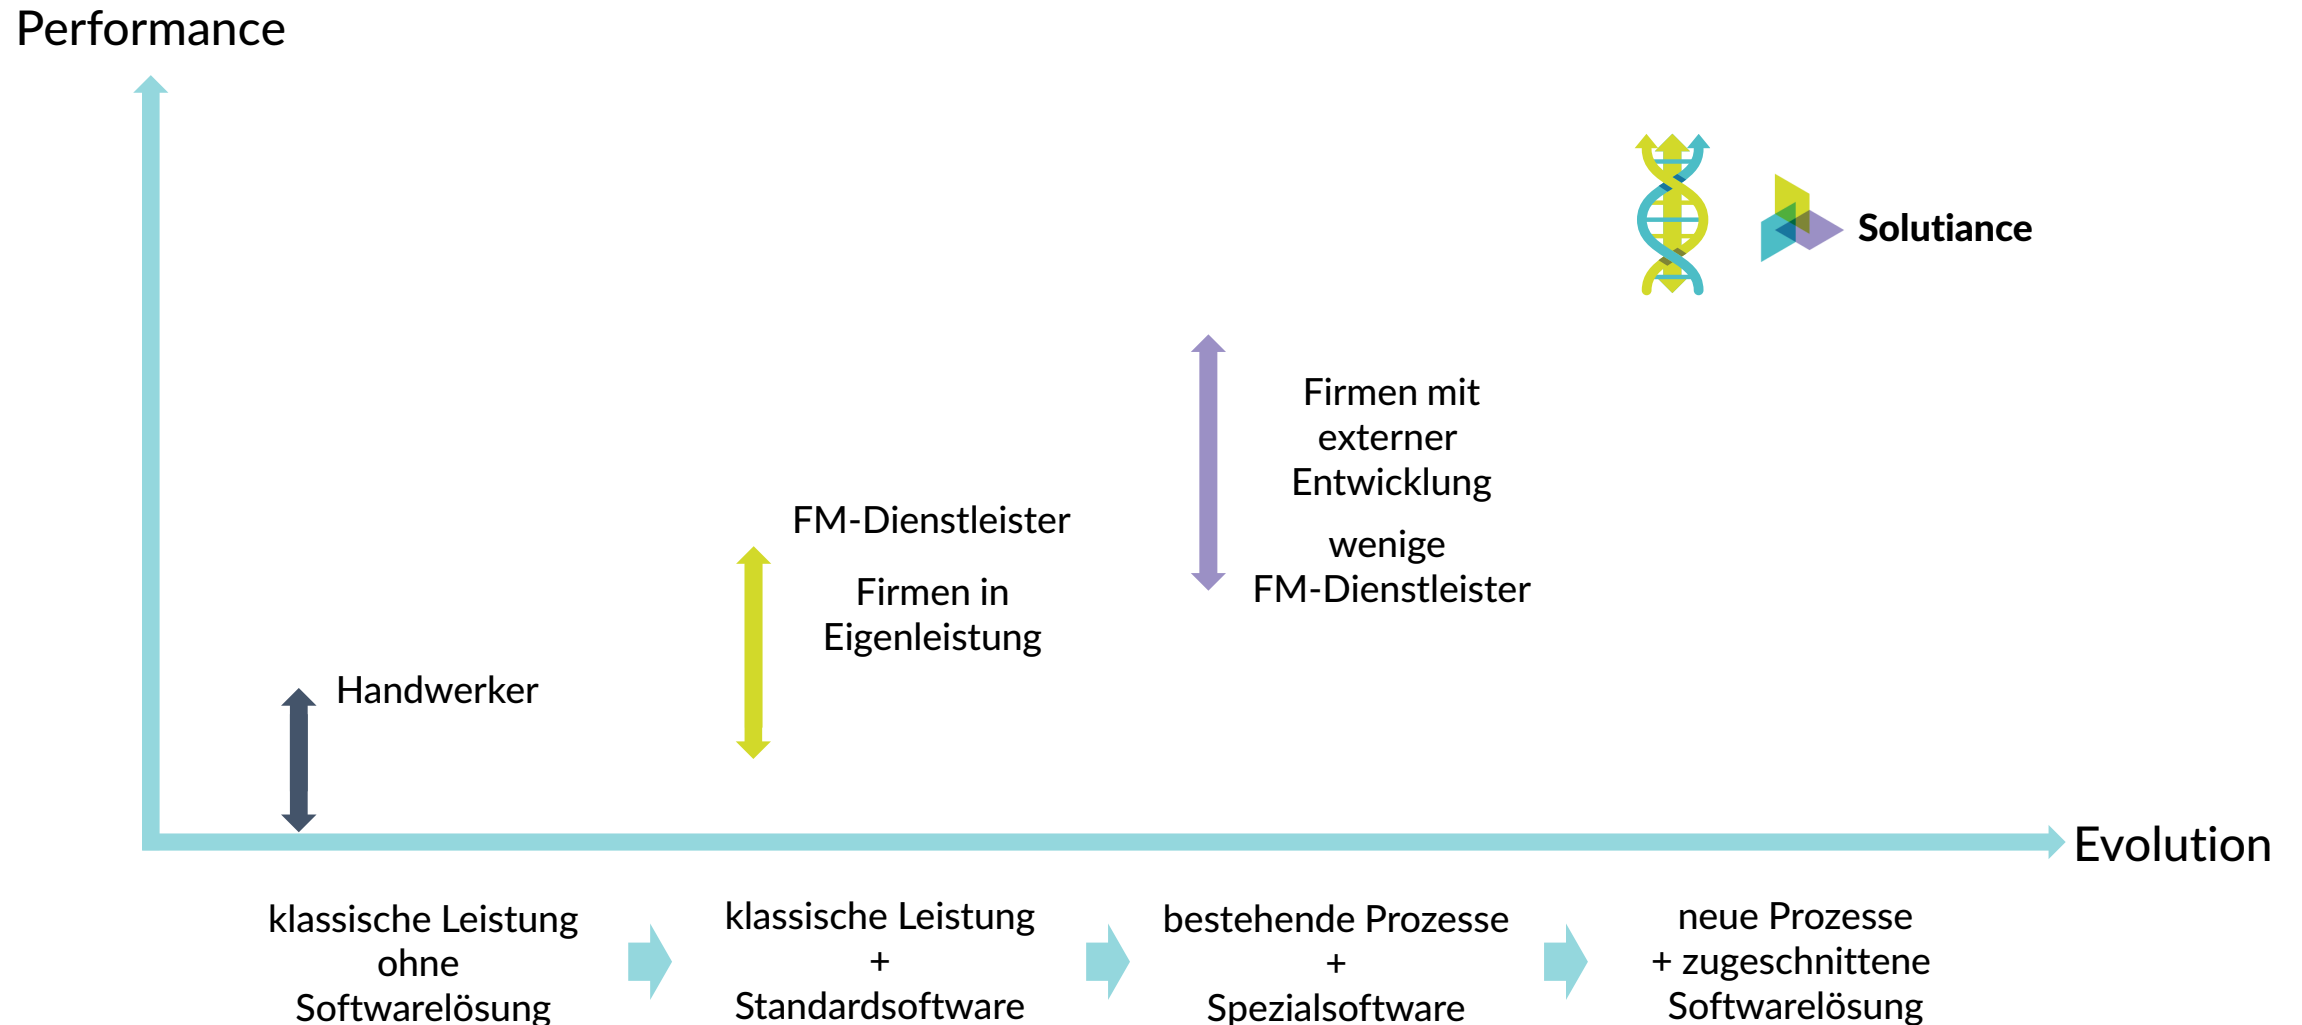 Performance
Solutiance
Firmen mit
externer
Entwicklung
wenige
FM-Dienstleister
FM-Dienstleister
Firmen in
Eigenleistung
Handwerker
Evolution
klassische Leistung
ohne
Softwarelösung
klassische Leistung
+
Standardsoftware
bestehende Prozesse
+
Spezialsoftware
neue Prozesse
+ zugeschnittene
Softwarelösung